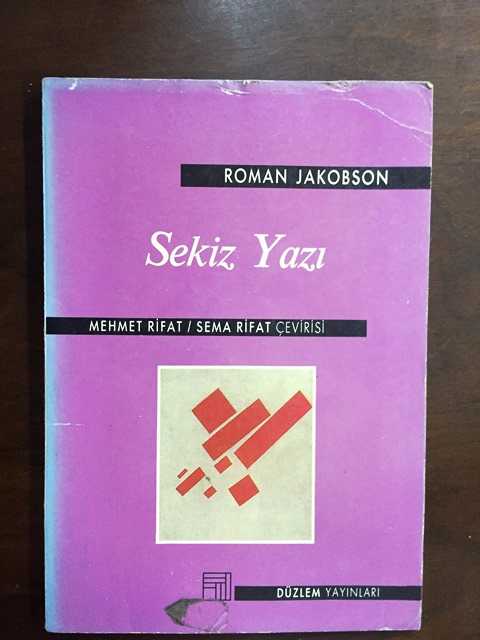 ROMAN JAKOBSON
Sekiz Yazı
MEHMET RİFAT / SEMA RİFAT ÇEVİRİSİ
DÜZLEM YAYINLARI